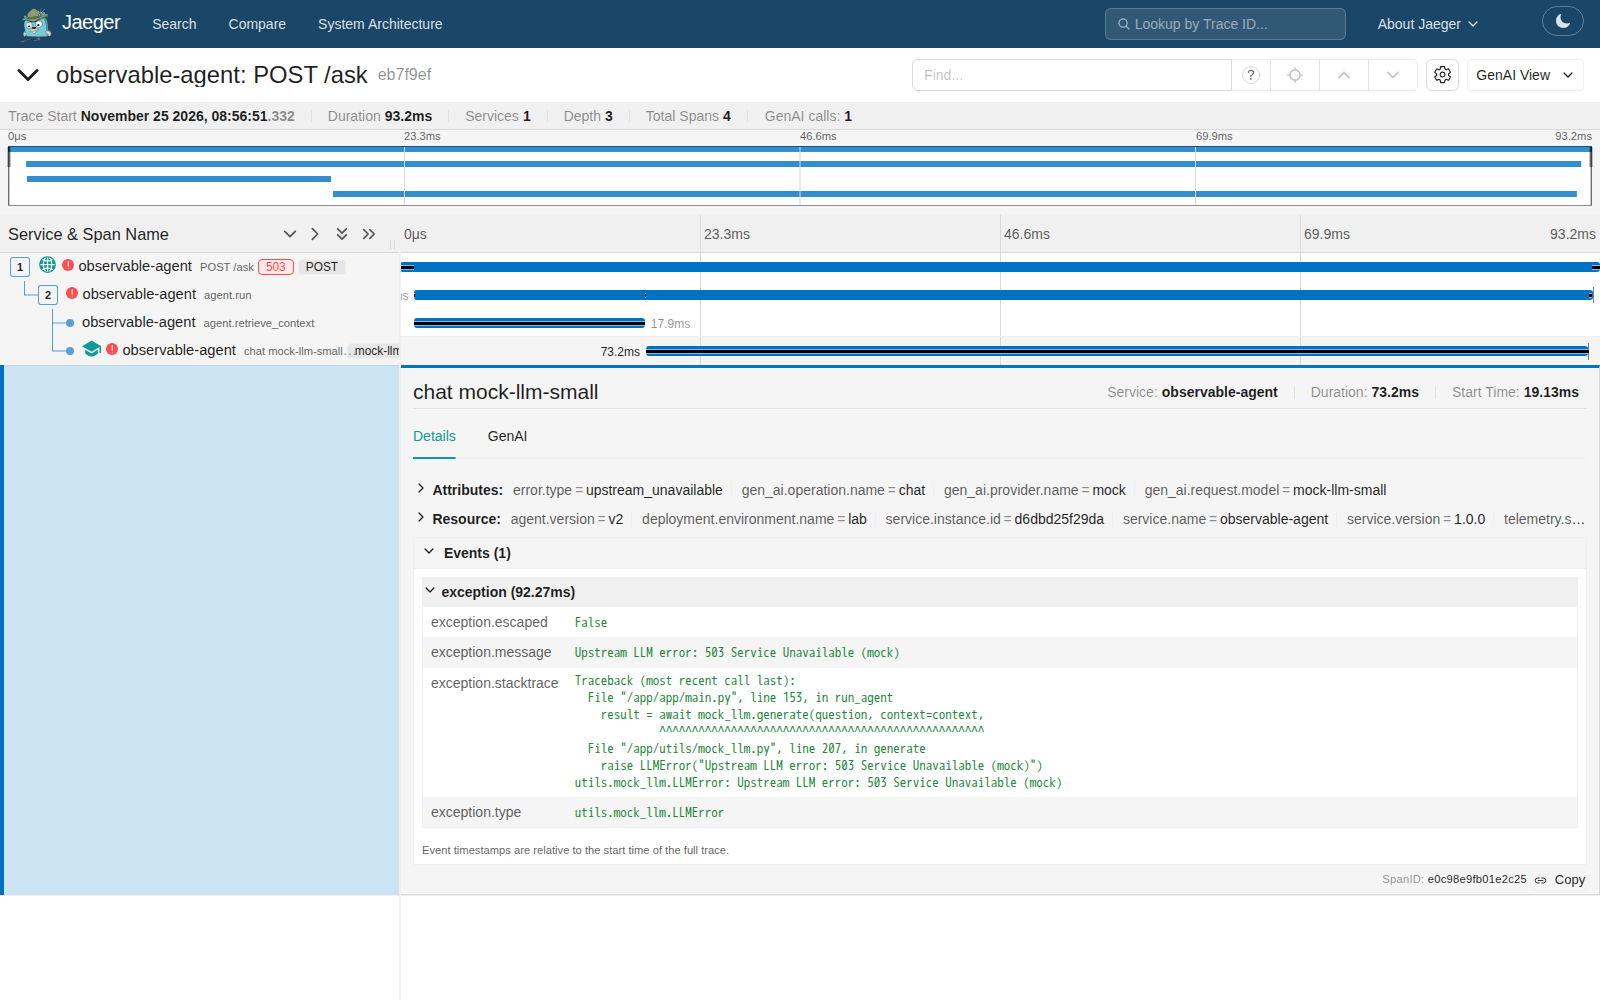 Jaeger Search Compare System Architecture Lookup by Trace ID... About Jaeger
observable-agent: POST /ask eb7f9ef Find... ? GenAI View
Trace Start November 25 2026, 08:56:51.332 Duration 93.2ms Services 1 Depth 3 Total Spans 4 GenAI calls: 1
0μs 23.3ms 46.6ms 69.9ms 93.2ms
Service & Span Name 0μs 23.3ms 46.6ms 69.9ms 93.2ms
1 observable-agent POST /ask 503 POST
2 observable-agent agent.run
observable-agent agent.retrieve_context 17.9ms
observable-agent chat mock-llm-small... mock-llm 73.2ms
chat mock-llm-small Service: observable-agent Duration: 73.2ms Start Time: 19.13ms
Details GenAI
Attributes: error.type = upstream_unavailable gen_ai.operation.name = chat gen_ai.provider.name = mock gen_ai.request.model = mock-llm-small
Resource: agent.version = v2 deployment.environment.name = lab service.instance.id = d6dbd25f29da service.name = observable-agent service.version = 1.0.0 telemetry.s...
Events (1)
exception (92.27ms)
exception.escaped False
exception.message Upstream LLM error: 503 Service Unavailable (mock)
exception.stacktrace Traceback (most recent call last):
File "/app/app/main.py", line 153, in run_agent
result = await mock_llm.generate(question, context=context,
^^^^^^^^^^^^^^^^^^^^^^^^^^^^^^^^^^^^^^^^^^^^^^^^^^
File "/app/utils/mock_llm.py", line 207, in generate
raise LLMError("Upstream LLM error: 503 Service Unavailable (mock)")
utils.mock_llm.LLMError: Upstream LLM error: 503 Service Unavailable (mock)
exception.type utils.mock_llm.LLMError
Event timestamps are relative to the start time of the full trace.
SpanID: e0c98e9fb01e2c25 Copy